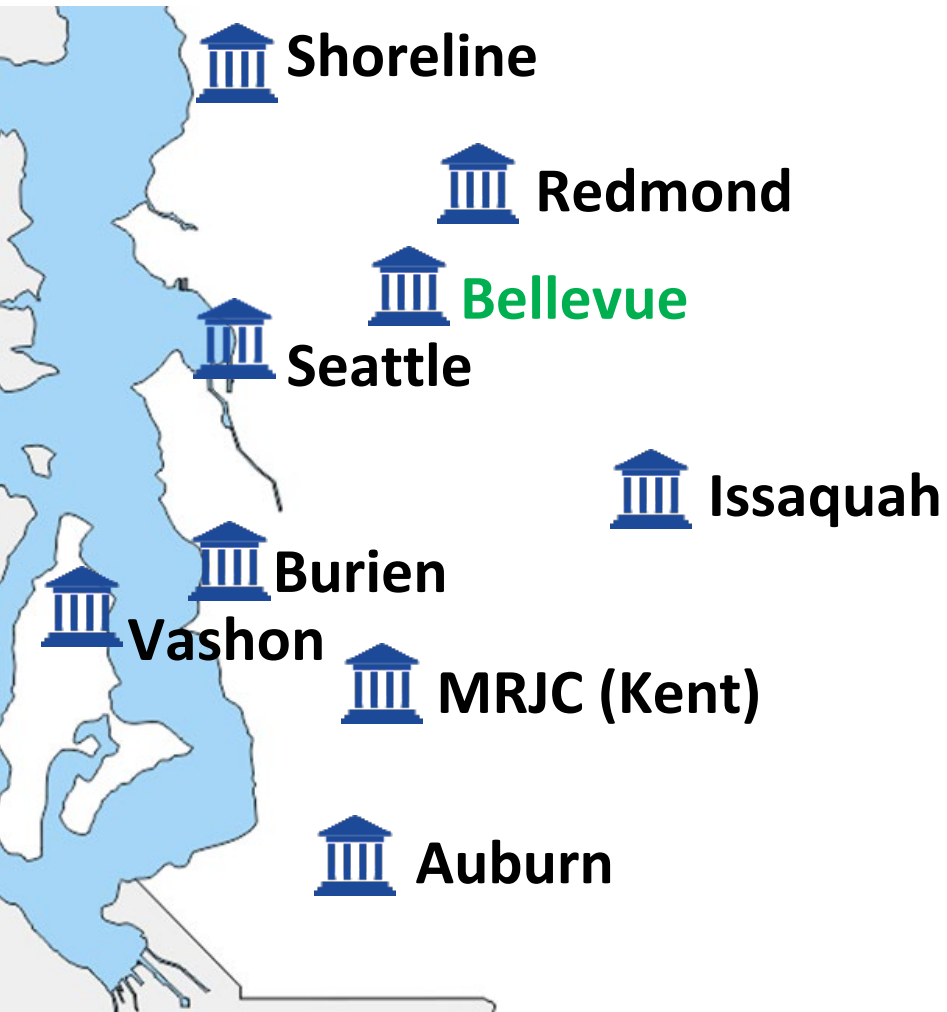 Shoreline
Redmond
Bellevue
Seattle
Issaquah
Burien
Vashon
MRJC (Kent)
Auburn